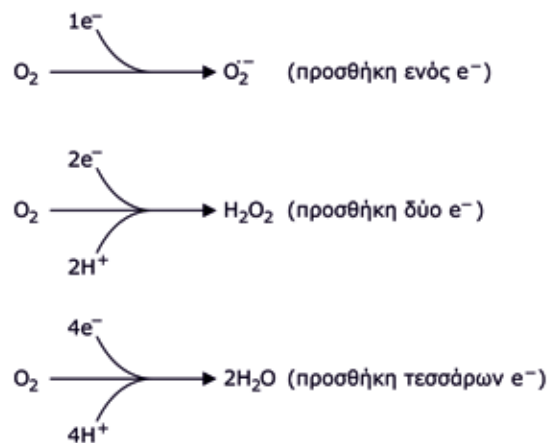 1e⁻
O₂ O₂·⁻ (προσθήκη ενός e⁻)
2e⁻
O₂ H₂O₂ (προσθήκη δύο e⁻)
2H⁺
4e⁻
O₂ 2H₂O (προσθήκη τεσσάρων e⁻)
4H⁺